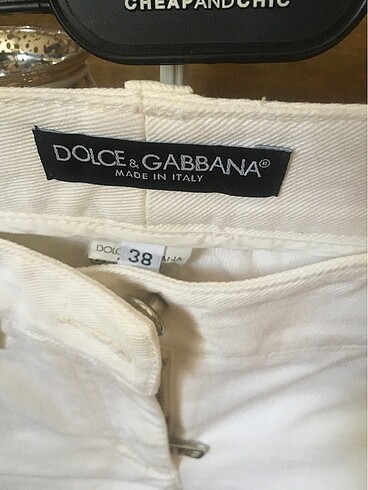 CHEAPANDCHIC
DOLCE & GABBANA®
MADE IN ITALY
38